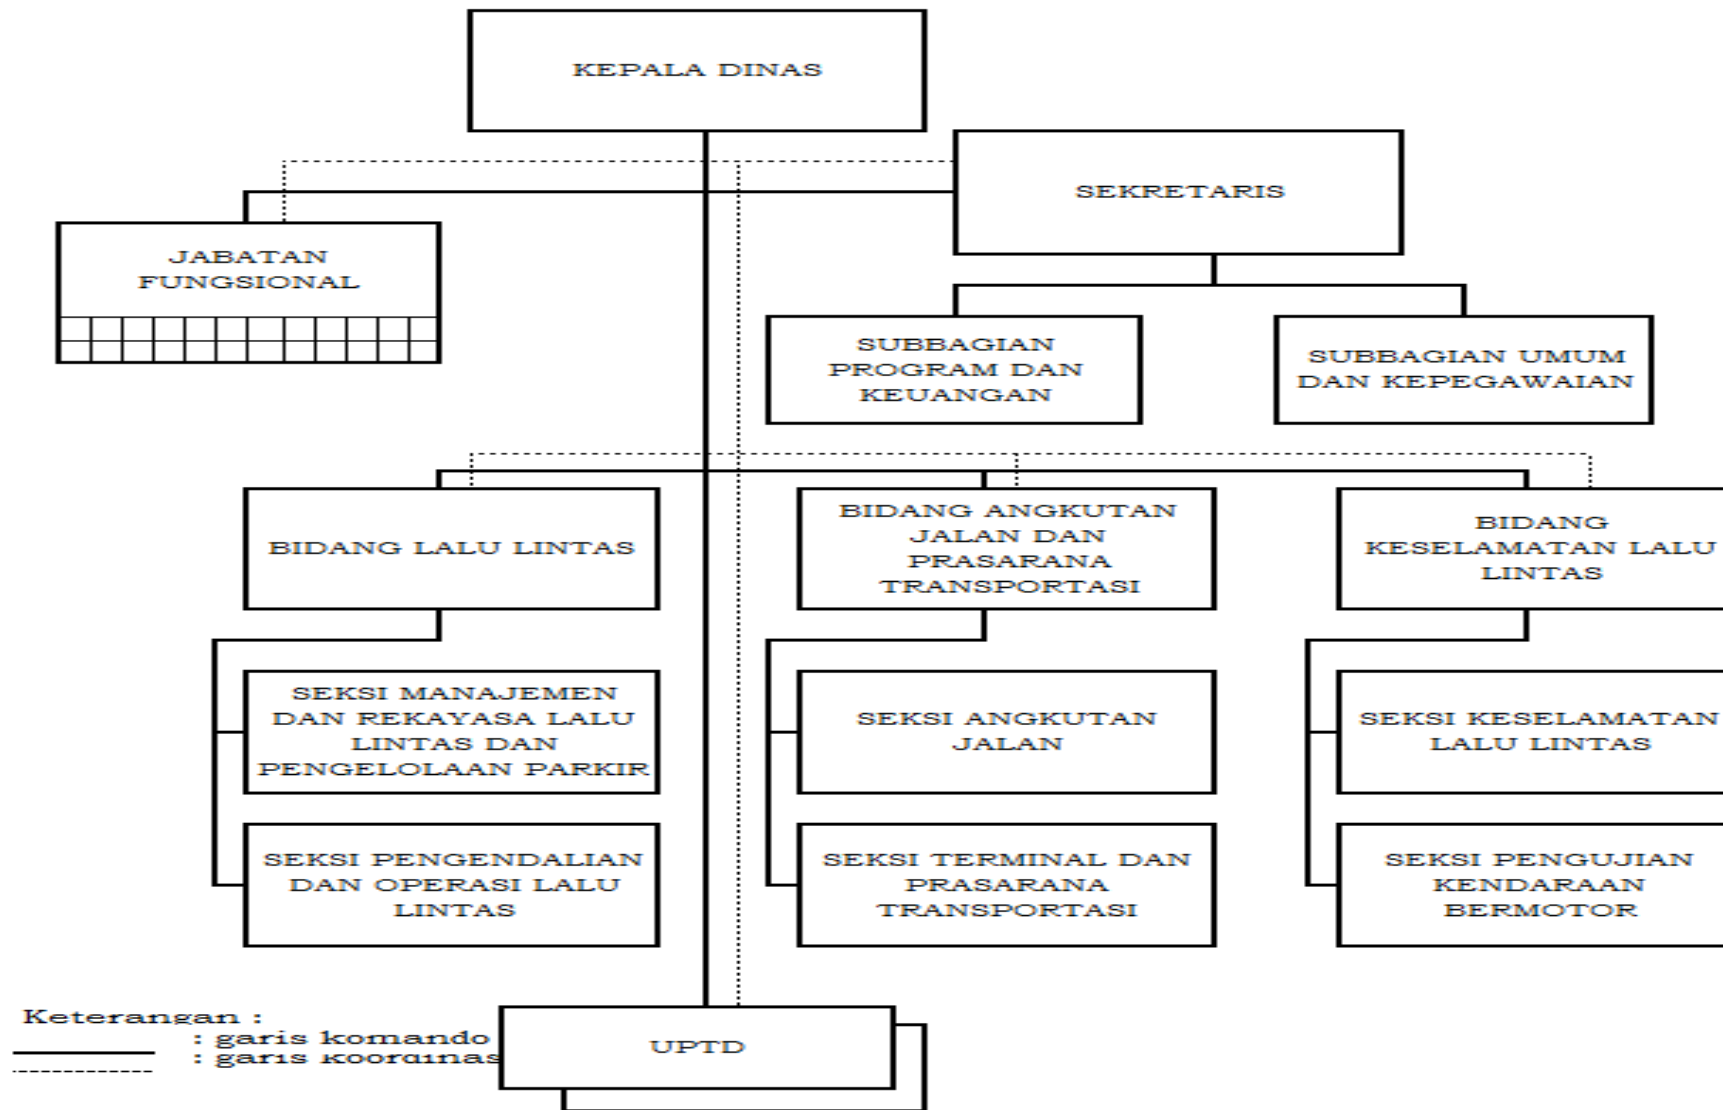 KEPALA DINAS
SEKRETARIS
JABATAN
FUNGSIONAL
SUBBAGIAN
PROGRAM DAN
KEUANGAN
SUBBAGIAN UMUM
DAN KEPEGAWAIAN
BIDANG LALU LINTAS
BIDANG ANGKUTAN
JALAN DAN
PRASARANA
TRANSPORTASI
BIDANG
KESELAMATAN LALU
LINTAS
SEKSI MANAJEMEN
DAN REKAYASA LALU
LINTAS DAN
PENGELOLAAN PARKIR
SEKSI ANGKUTAN
JALAN
SEKSI KESELAMATAN
LALU LINTAS
SEKSI PENGENDALIAN
DAN OPERASI LALU
LINTAS
SEKSI TERMINAL DAN
PRASARANA
TRANSPORTASI
SEKSI PENGUJIAN
KENDARAAN
BERMOTOR
Keterangan :
: garis komando
: garis koordinas
UPTD